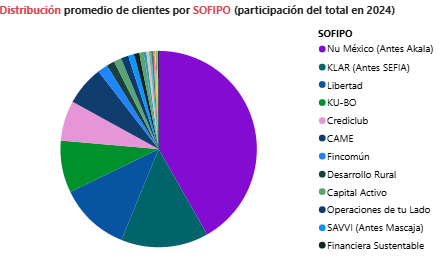 Distribución promedio de clientes por SOFIPO (participación del total en 2024)
SOFIPO
Nu México (Antes Akala)
KLAR (Antes SEFIA)
Libertad
KU-BO
Crediclub
CAME
Fincomún
Desarrollo Rural
Capital Activo
Operaciones de tu Lado
SAVVI (Antes Mascaja)
Financiera Sustentable